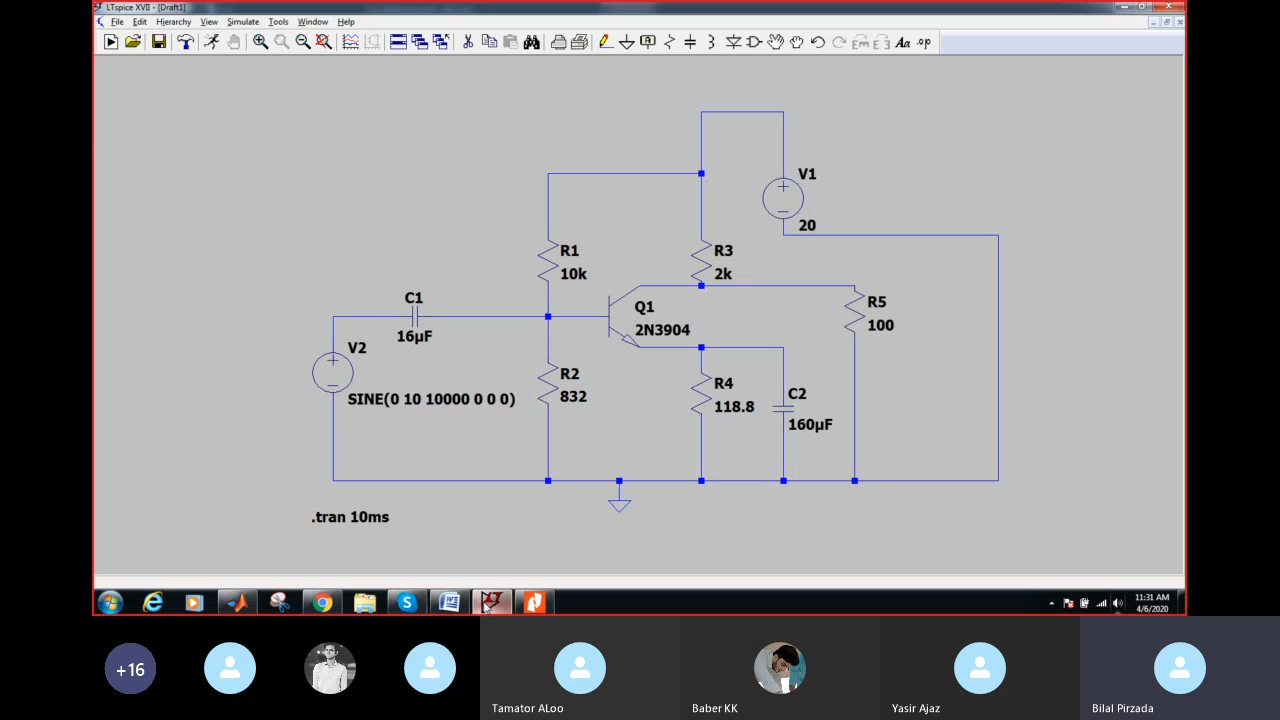 LTspice XVII - [Draft1]
File Edit Hierarchy View Simulate Tools Window Help
V1
20
R1
10k
R3
2k
C1
16µF
Q1
2N3904
R5
100
V2
SINE(0 10 10000 0 0 0)
R2
832
R4
118.8
C2
160µF
.tran 10ms
11:31 AM
4/6/2020
+16
Tamator ALoo
Baber KK
Yasir Ajaz
Bilal Pirzada